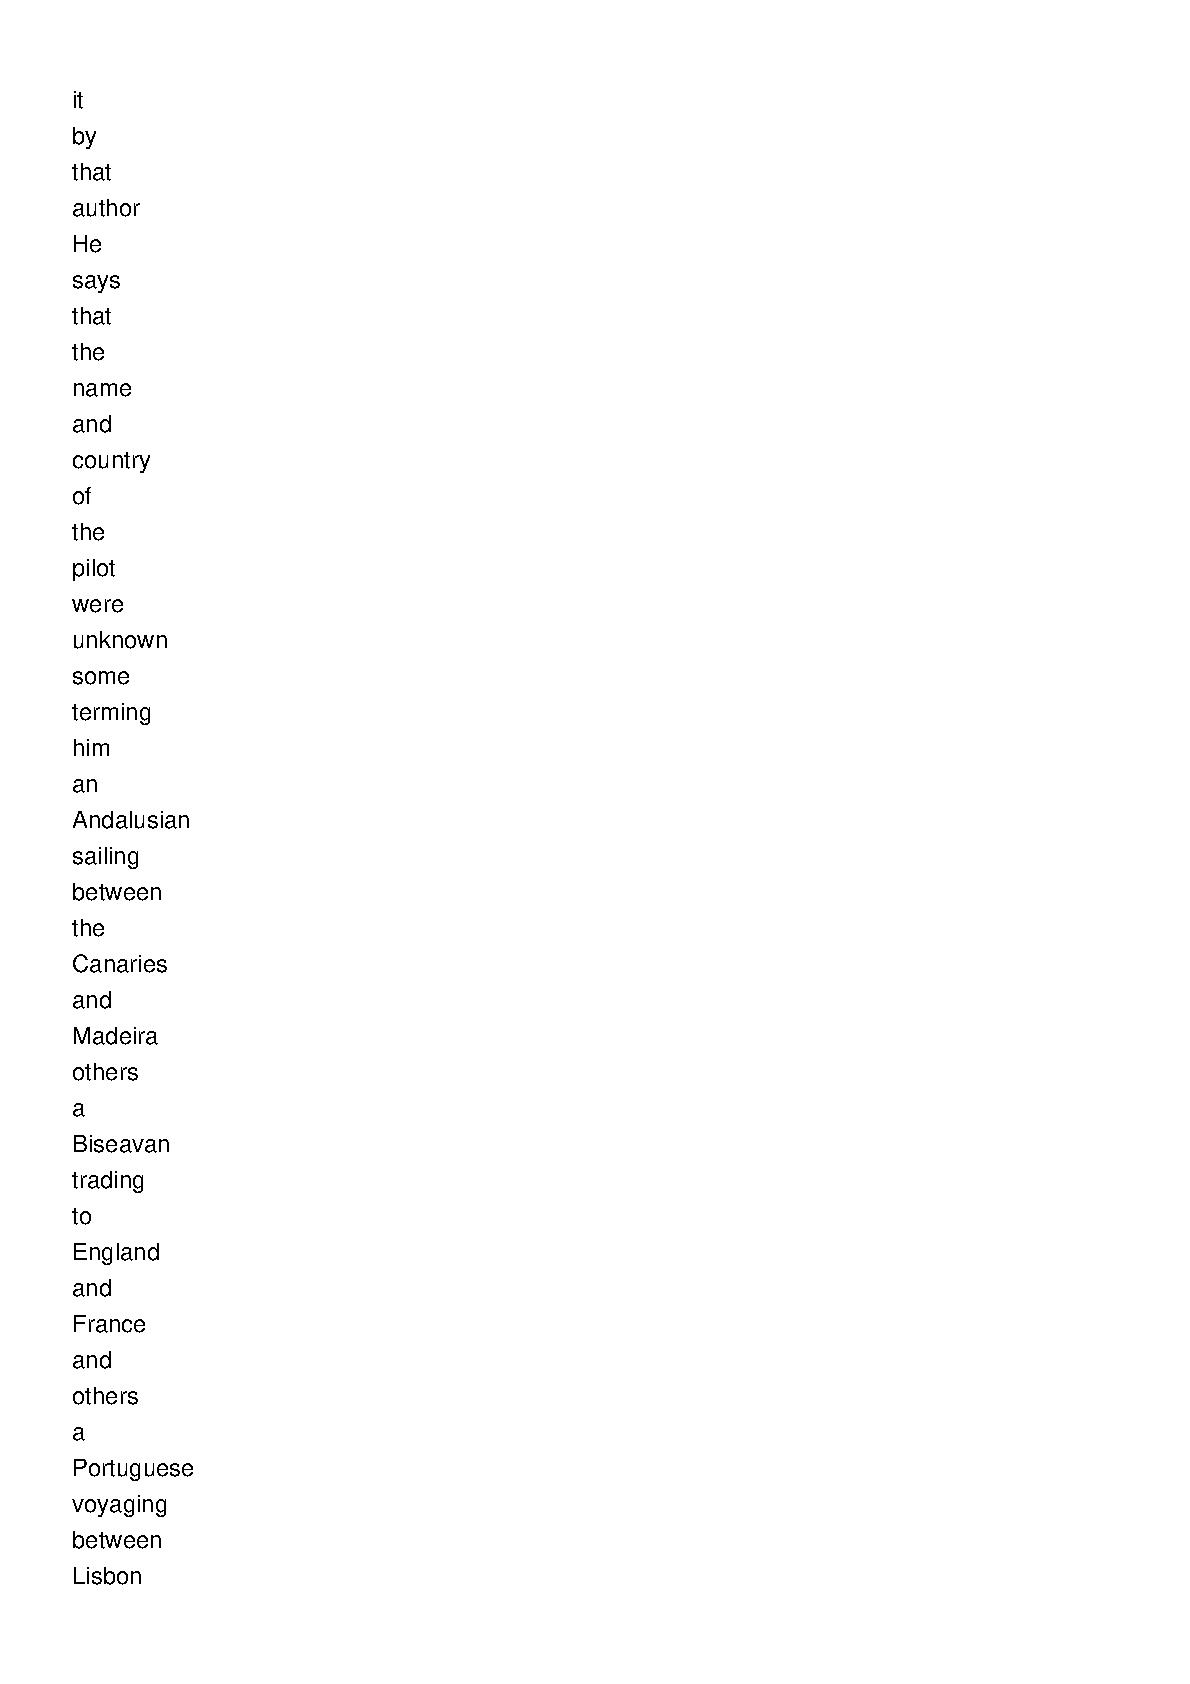 it
by
that
author
He
says
that
the
name
and
country
of
the
pilot
were
unknown
some
terming
him
an
Andalusian
sailing
between
the
Canaries
and
Madeira
others
a
Biseavan
trading
to
England
and
France
and
others
a
Portuguese
voyaging
between
Lisbon